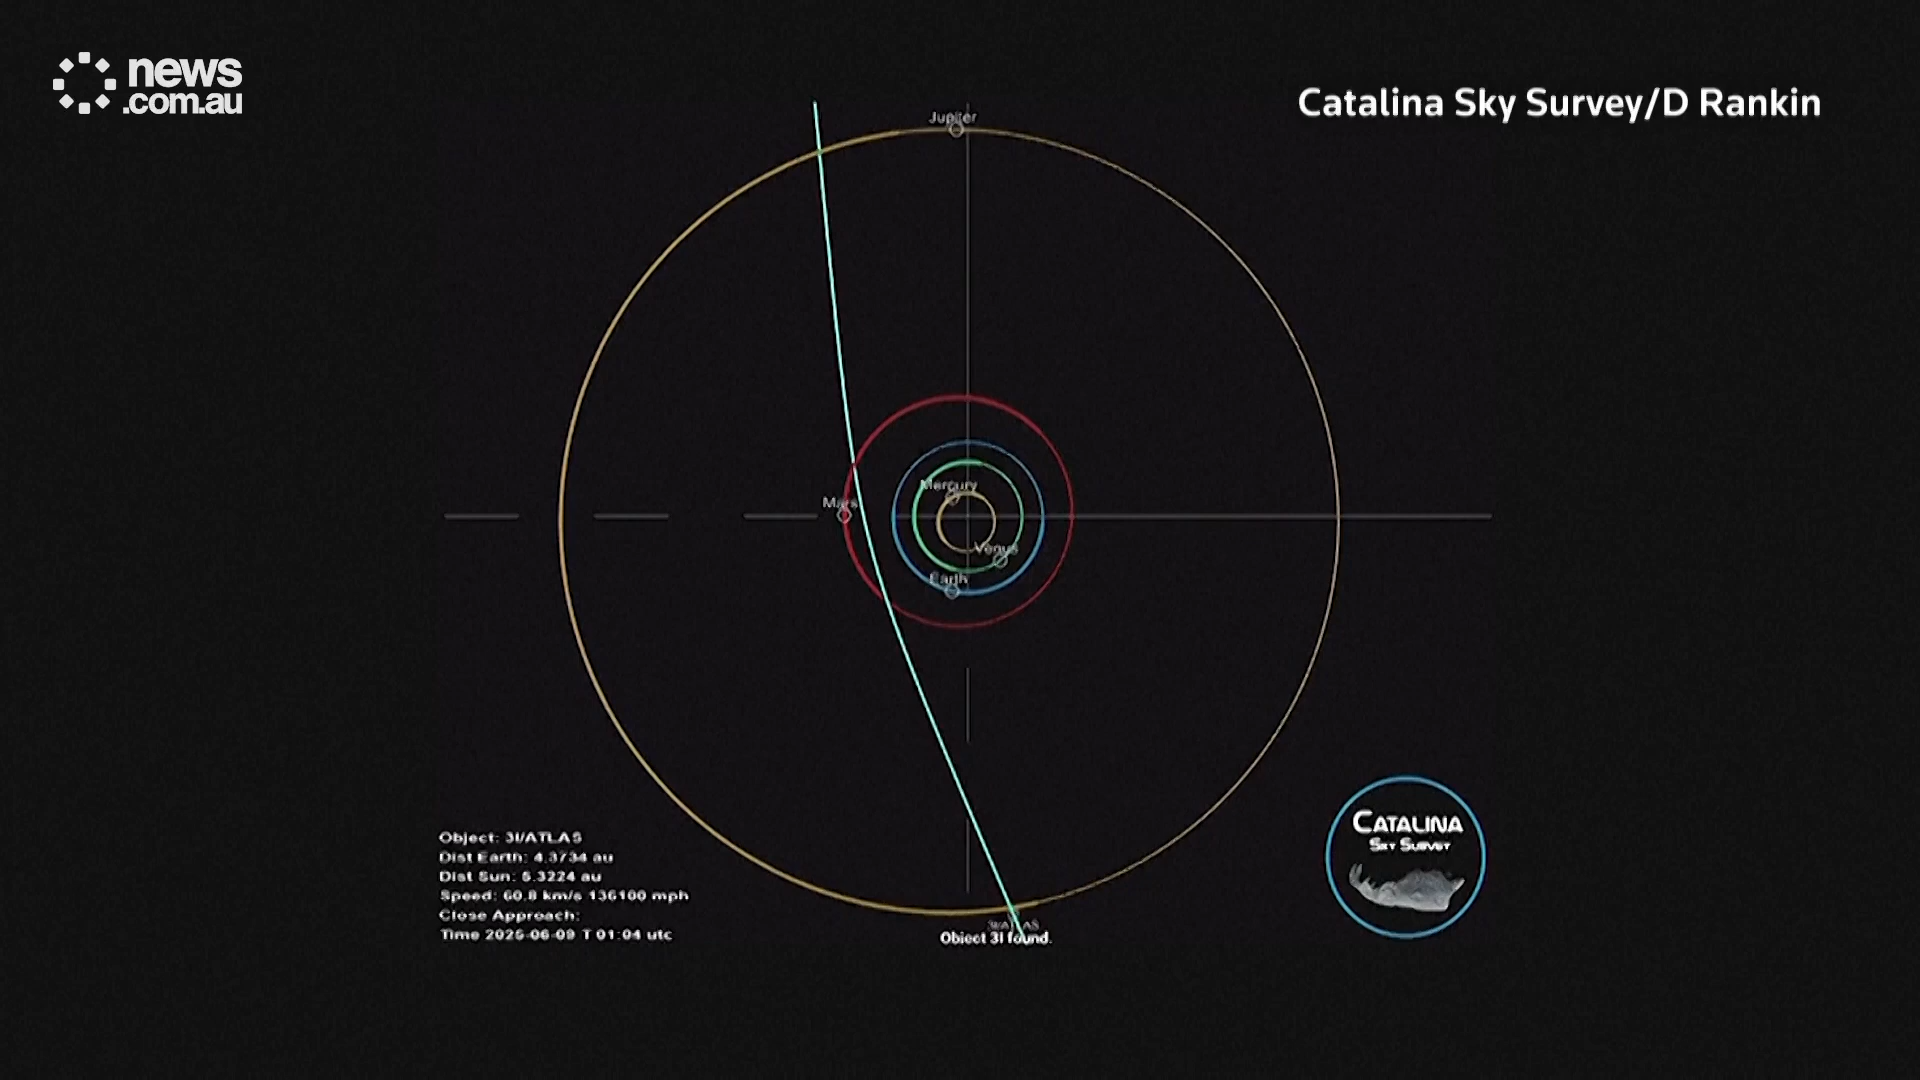 news
.com.au
Catalina Sky Survey/D Rankin
Jupiter
Mercury
Mars
Venus
Earth
Object: 3I/ATLAS
Dist Earth: 4.3734 au
Dist Sun: 5.3224 au
Speed: 60.8 km/s 136100 mph
Close Approach:
Time 2025-06-09 T 01:04 utc
3I/ATLAS
Object 3I found.
CATALINA
SKY SURVEY